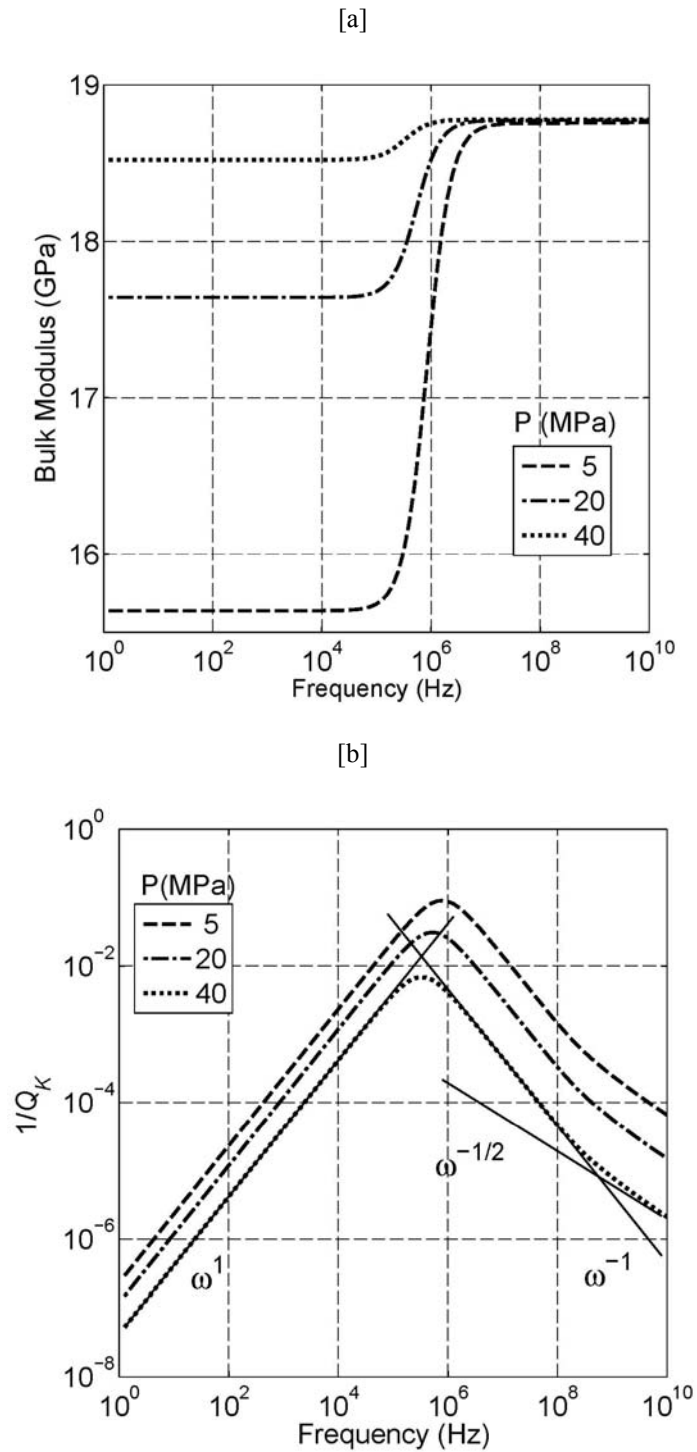 [a]
19
18
17
16
Bulk Modulus (GPa)
P (MPa)
5
20
40
10^0
10^2
10^4
10^6
10^8
10^10
Frequency (Hz)
[b]
10^0
10^-2
10^-4
10^-6
10^-8
1/Q_K
P(MPa)
5
20
40
ω^-1/2
ω^1
ω^-1
10^0
10^2
10^4
10^6
10^8
10^10
Frequency (Hz)